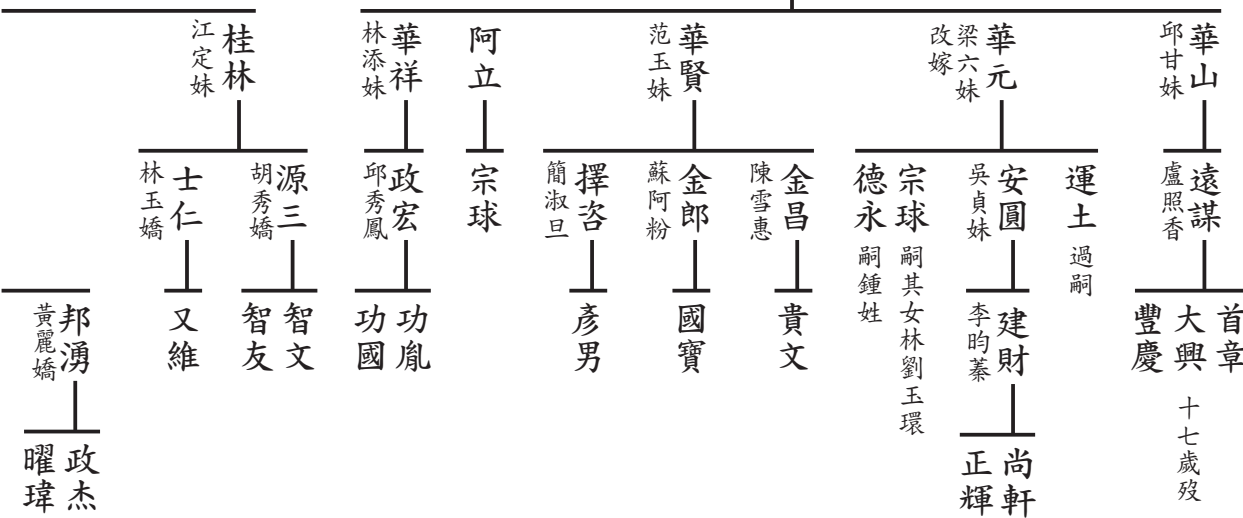 華山
邱甘妹
華元
梁六妹
改嫁
華賢
范玉妹
阿立
華祥
林添妹
桂林
江定妹
遠謀
盧照香
運土
過嗣
安圓
吳貞妹
宗球
嗣其女林劉玉環
德永
嗣鍾姓
金昌
陳雪惠
金郎
蘇阿粉
擇咨
簡淑旦
宗球
政宏
邱秀鳳
源三
胡秀嬌
士仁
林玉嬌
首章
大興
十七歲歿
豐慶
建財
李昀蓁
貴文
國寶
彥男
功胤
功國
智文
智友
又維
邦湧
黃麗嬌
尚軒
正輝
政杰
曜瑋